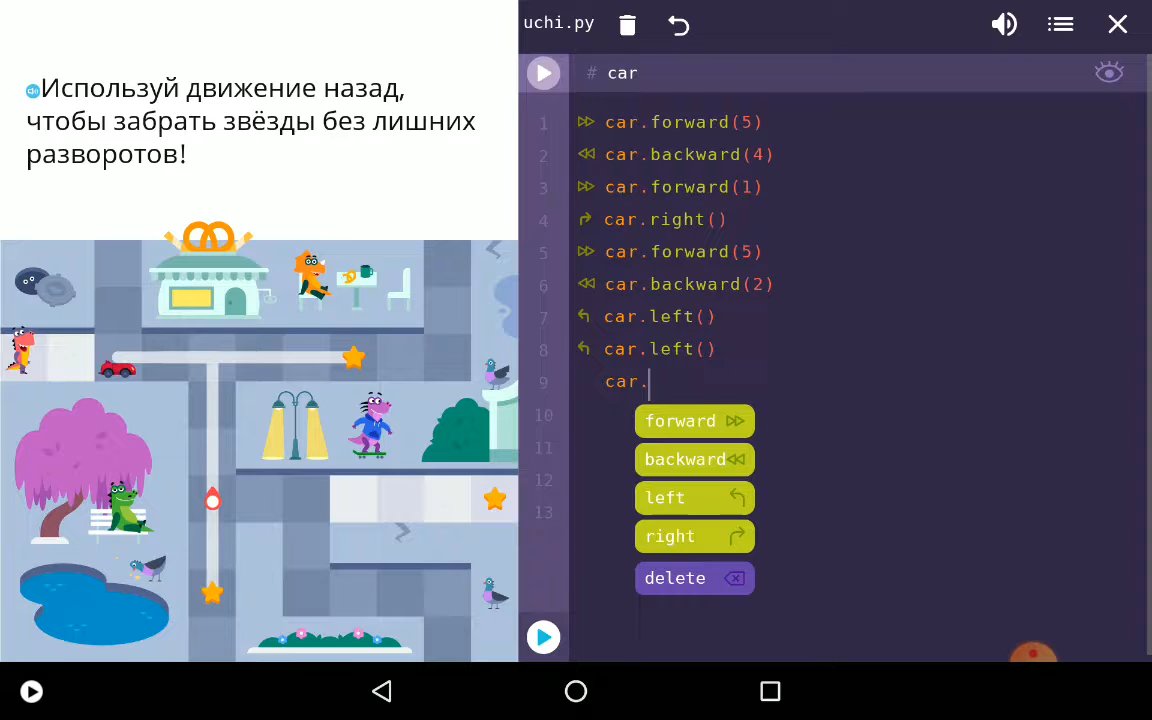 uchi.py
Используй движение назад,
чтобы забрать звёзды без лишних
разворотов!
# car
1 car.forward(5)
2 car.backward(4)
3 car.forward(1)
4 car.right()
5 car.forward(5)
6 car.backward(2)
7 car.left()
8 car.left()
9 car.
10
11
12
13
forward
backward
left
right
delete